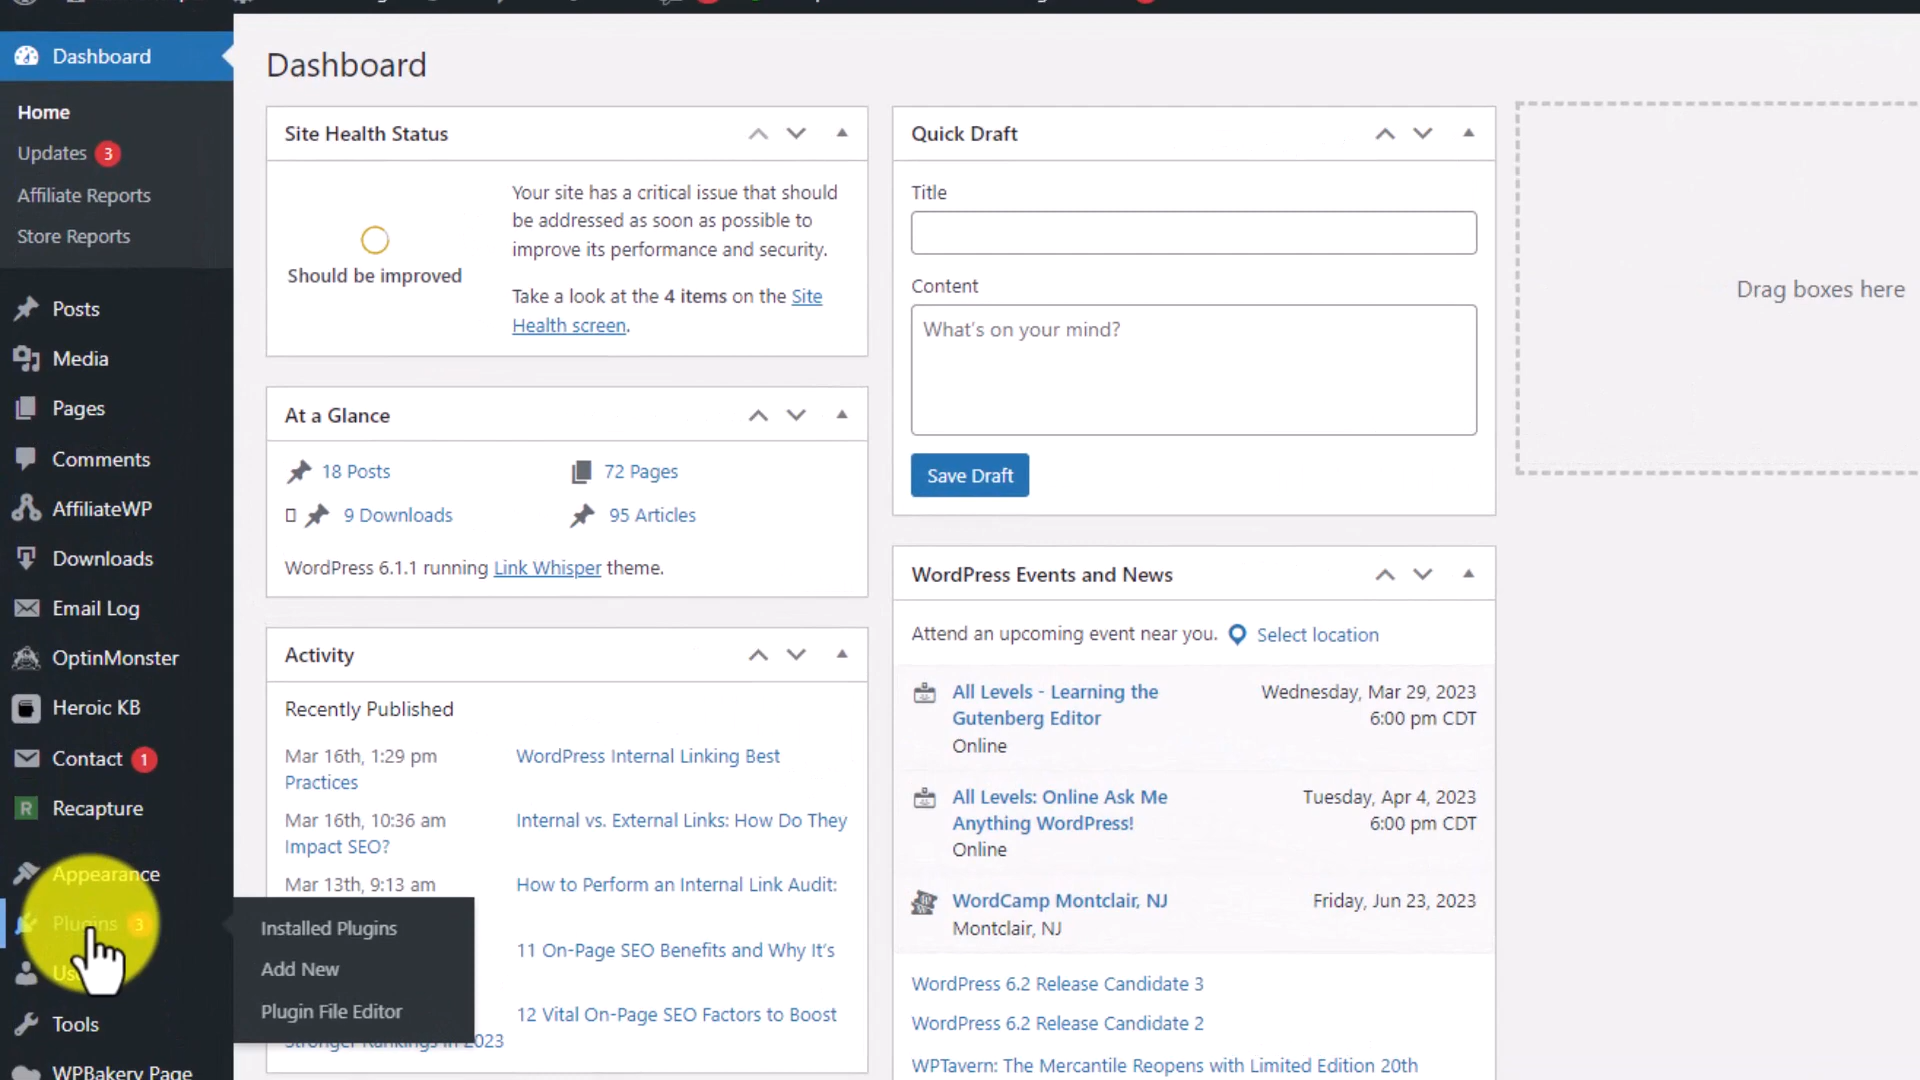 Dashboard
Home
Updates 3
Affiliate Reports
Store Reports
Posts
Media
Pages
Comments
AffiliateWP
Downloads
Email Log
OptinMonster
Heroic KB
Contact 1
Recapture
Appearance
Plugins 3
Tools
WPBakery Page
Installed Plugins
Add New
Plugin File Editor
Dashboard
Site Health Status
Should be improved
Your site has a critical issue that should
be addressed as soon as possible to
improve its performance and security.
Take a look at the 4 items on the Site
Health screen.
At a Glance
18 Posts
72 Pages
9 Downloads
95 Articles
WordPress 6.1.1 running Link Whisper theme.
Activity
Recently Published
Mar 16th, 1:29 pm WordPress Internal Linking Best
Practices
Mar 16th, 10:36 am Internal vs. External Links: How Do They
Impact SEO?
Mar 13th, 9:13 am How to Perform an Internal Link Audit:
11 On-Page SEO Benefits and Why It's
12 Vital On-Page SEO Factors to Boost
Stronger Rankings in 2023
Quick Draft
Title
Content
What's on your mind?
Save Draft
WordPress Events and News
Attend an upcoming event near you. Select location
All Levels - Learning the
Gutenberg Editor
Online
Wednesday, Mar 29, 2023
6:00 pm CDT
All Levels: Online Ask Me
Anything WordPress!
Online
Tuesday, Apr 4, 2023
6:00 pm CDT
WordCamp Montclair, NJ
Montclair, NJ
Friday, Jun 23, 2023
WordPress 6.2 Release Candidate 3
WordPress 6.2 Release Candidate 2
WPTavern: The Mercantile Reopens with Limited Edition 20th
Drag boxes here